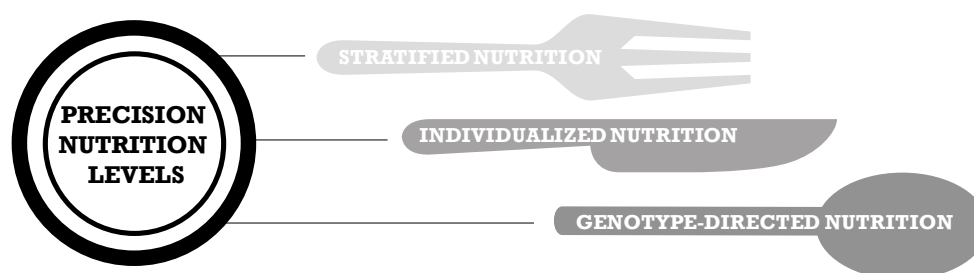 PRECISION
NUTRITION
LEVELS
STRATIFIED NUTRITION
INDIVIDUALIZED NUTRITION
GENOTYPE-DIRECTED NUTRITION